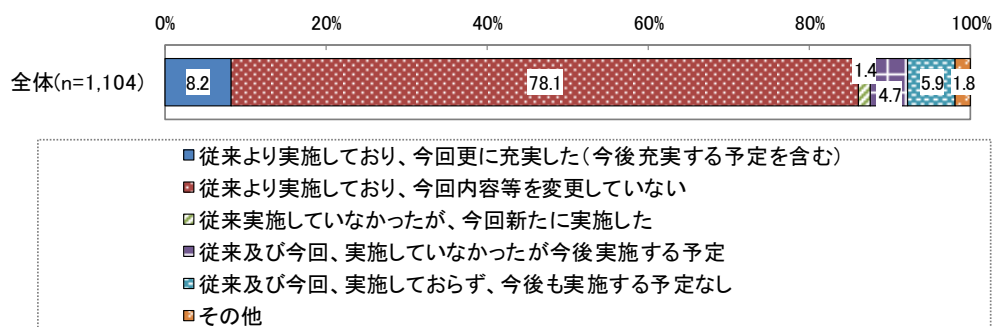 0% 20% 40% 60% 80% 100%
全体(n=1,104) 8.2 78.1 1.4 4.7 5.9 1.8
従来より実施しており、今回更に充実した(今後充実する予定を含む)
従来より実施しており、今回内容等を変更していない
従来実施していなかったが、今回新たに実施した
従来及び今回、実施していなかったが今後実施する予定
従来及び今回、実施しておらず、今後も実施する予定なし
その他